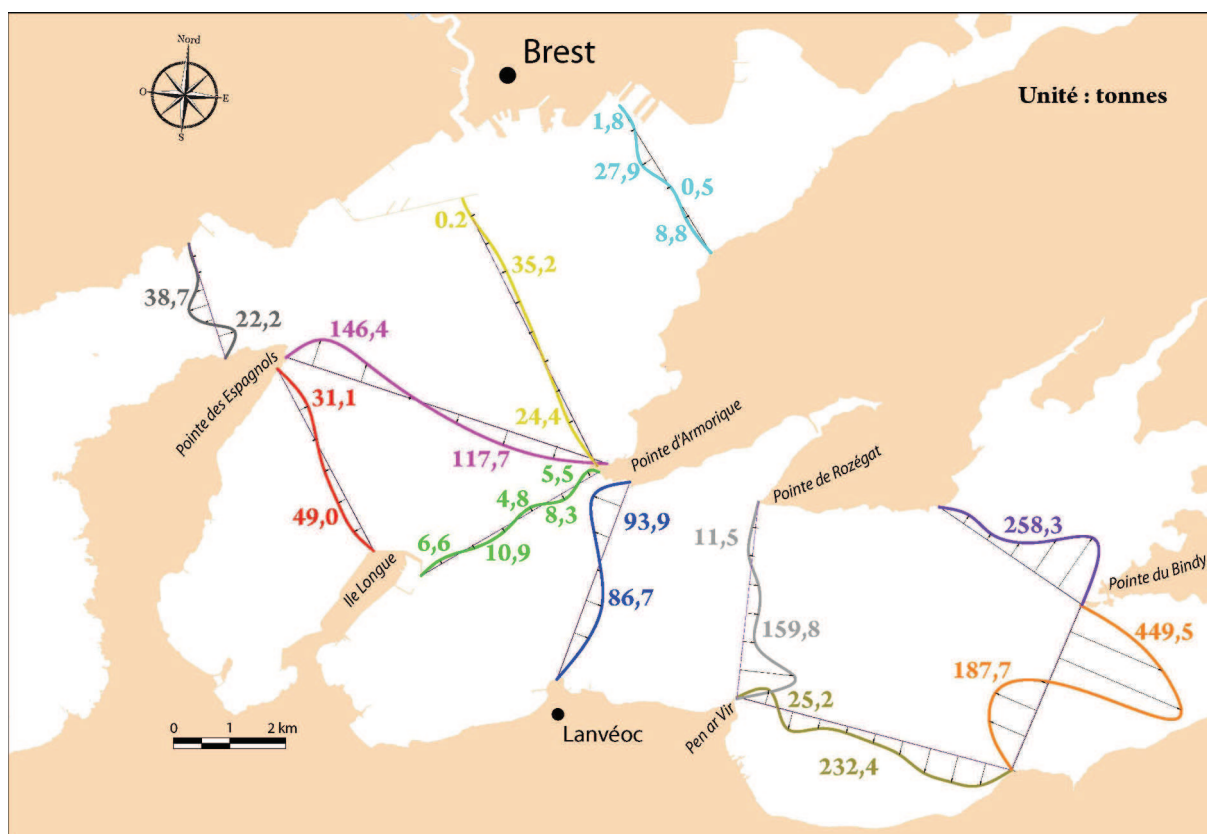 Nord
O
E
S
Brest
Unité : tonnes
1,8
27,9
0,5
8,8
0.2
35,2
24,4
38,7
22,2
146,4
117,7
Pointe des Espagnols
31,1
49,0
Ile Longue
5,5
4,8
8,3
6,6
10,9
Pointe d'Armorique
93,9
86,7
Pointe de Rozégat
11,5
159,8
258,3
Pointe du Bindy
449,5
187,7
25,2
232,4
Pen ar Vir
Lanvéoc
0 1 2 km